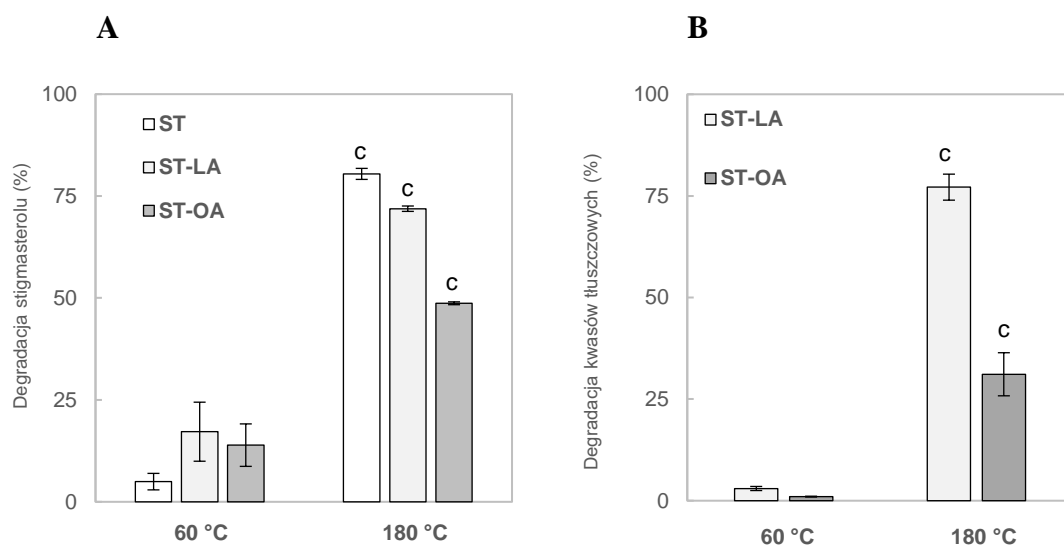 A
Degradacja stigmasterolu (%)
100
75
50
25
0
ST
ST-LA
ST-OA
c
c
c
60 °C
180 °C
B
Degradacja kwasów tłuszczowych (%)
100
75
50
25
0
ST-LA
ST-OA
c
c
60 °C
180 °C